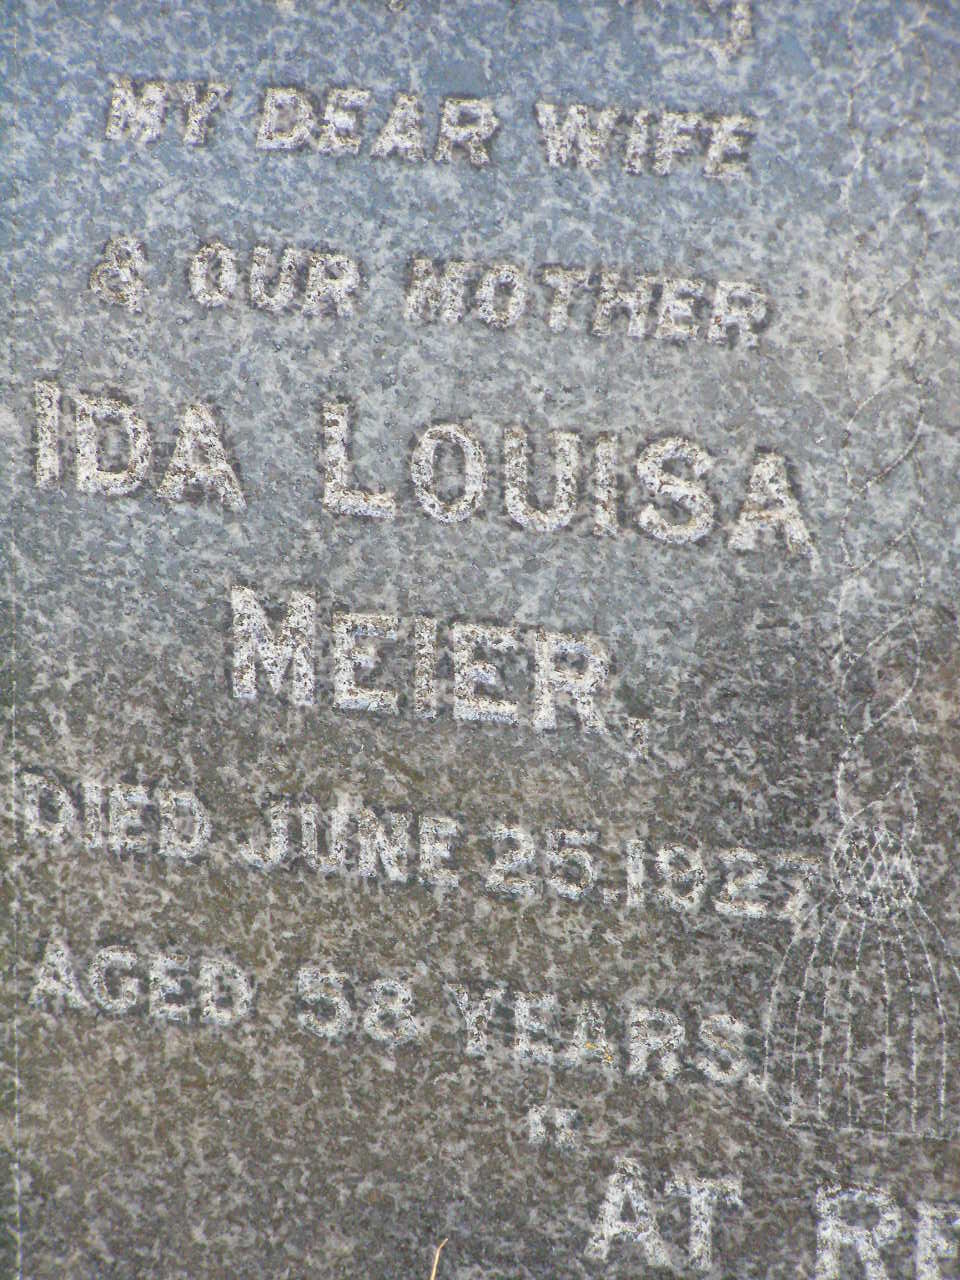 MY DEAR WIFE
& OUR MOTHER
IDA LOUISA
MEIER,
DIED JUNE 25, 1927
AGED 58 YEARS.
"AT RE